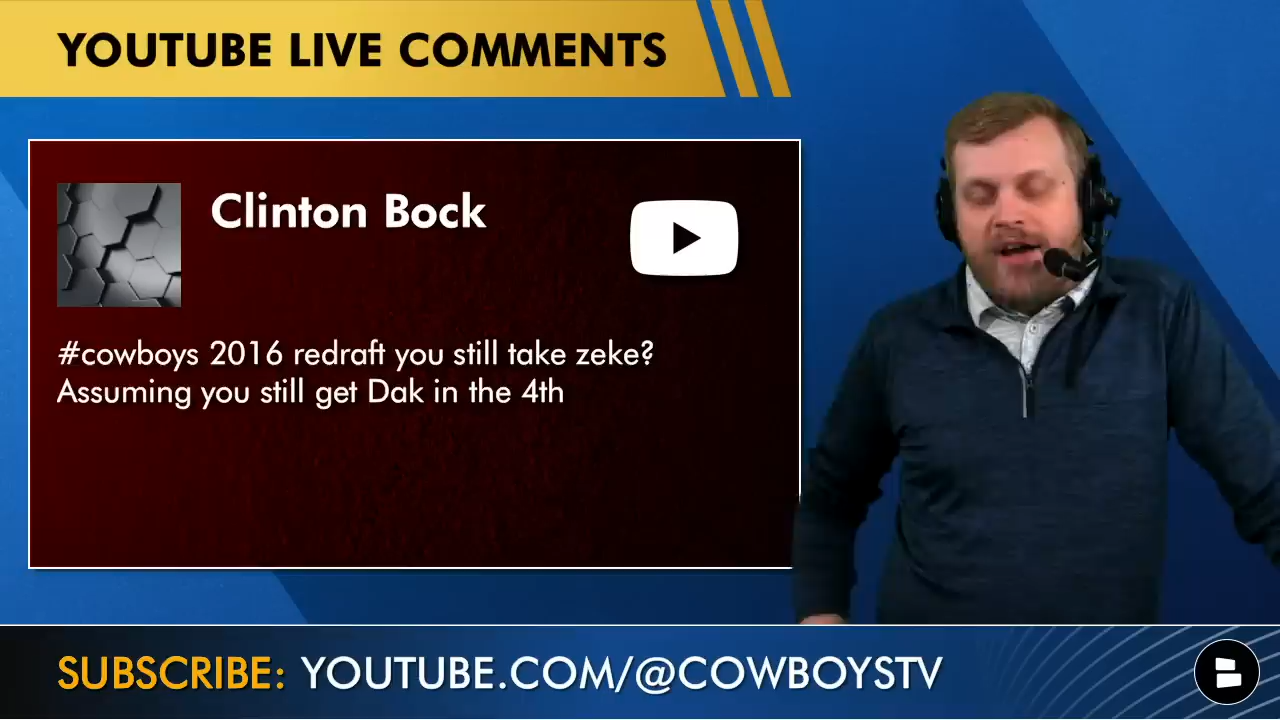 YOUTUBE LIVE COMMENTS
Clinton Bock
#cowboys 2016 redraft you still take zeke?
Assuming you still get Dak in the 4th
SUBSCRIBE: YOUTUBE.COM/@COWBOYSTV